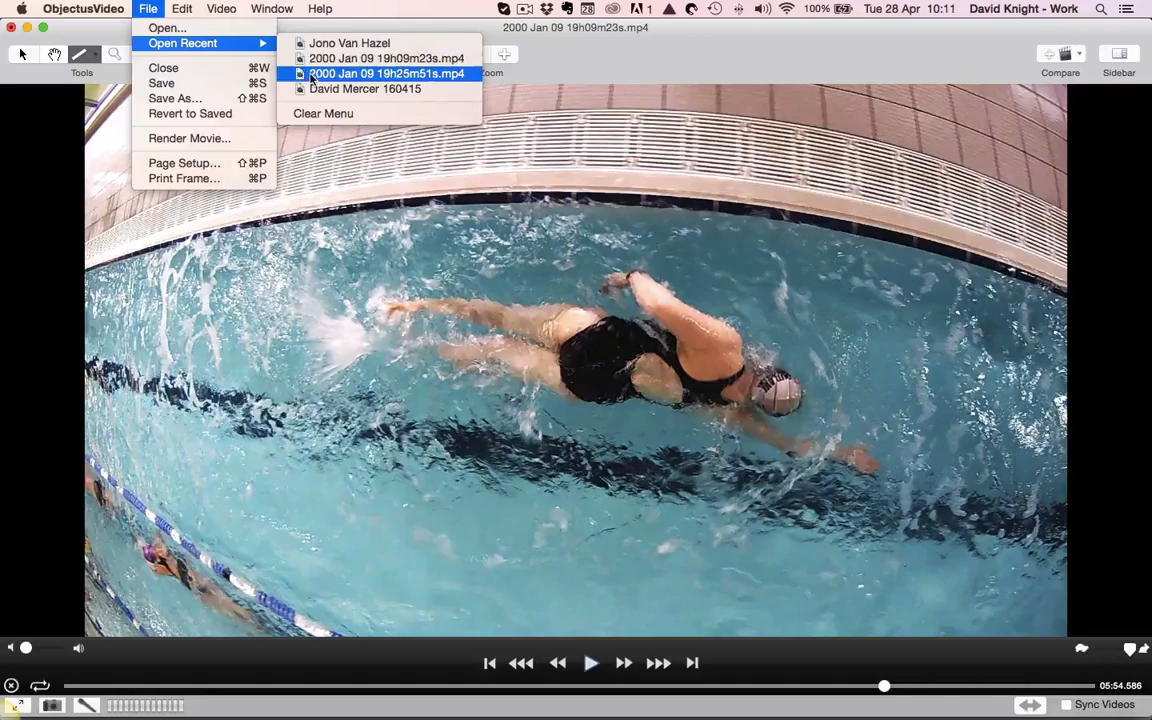 ObjectusVideo File Edit Video Window Help 1 28 100% Tue 28 Apr 10:11 David Knight - Work
2000 Jan 09 19h09m23s.mp4
Open...
Open Recent
Close ⌘W
Save ⌘S
Save As... ⇧⌘S
Revert to Saved
Render Movie...
Page Setup... ⇧⌘P
Print Frame... ⌘P
Jono Van Hazel
2000 Jan 09 19h09m23s.mp4
2000 Jan 09 19h25m51s.mp4
David Mercer 160415
Clear Menu
Tools
Zoom
Compare
Sidebar
05:54.586
Sync Videos